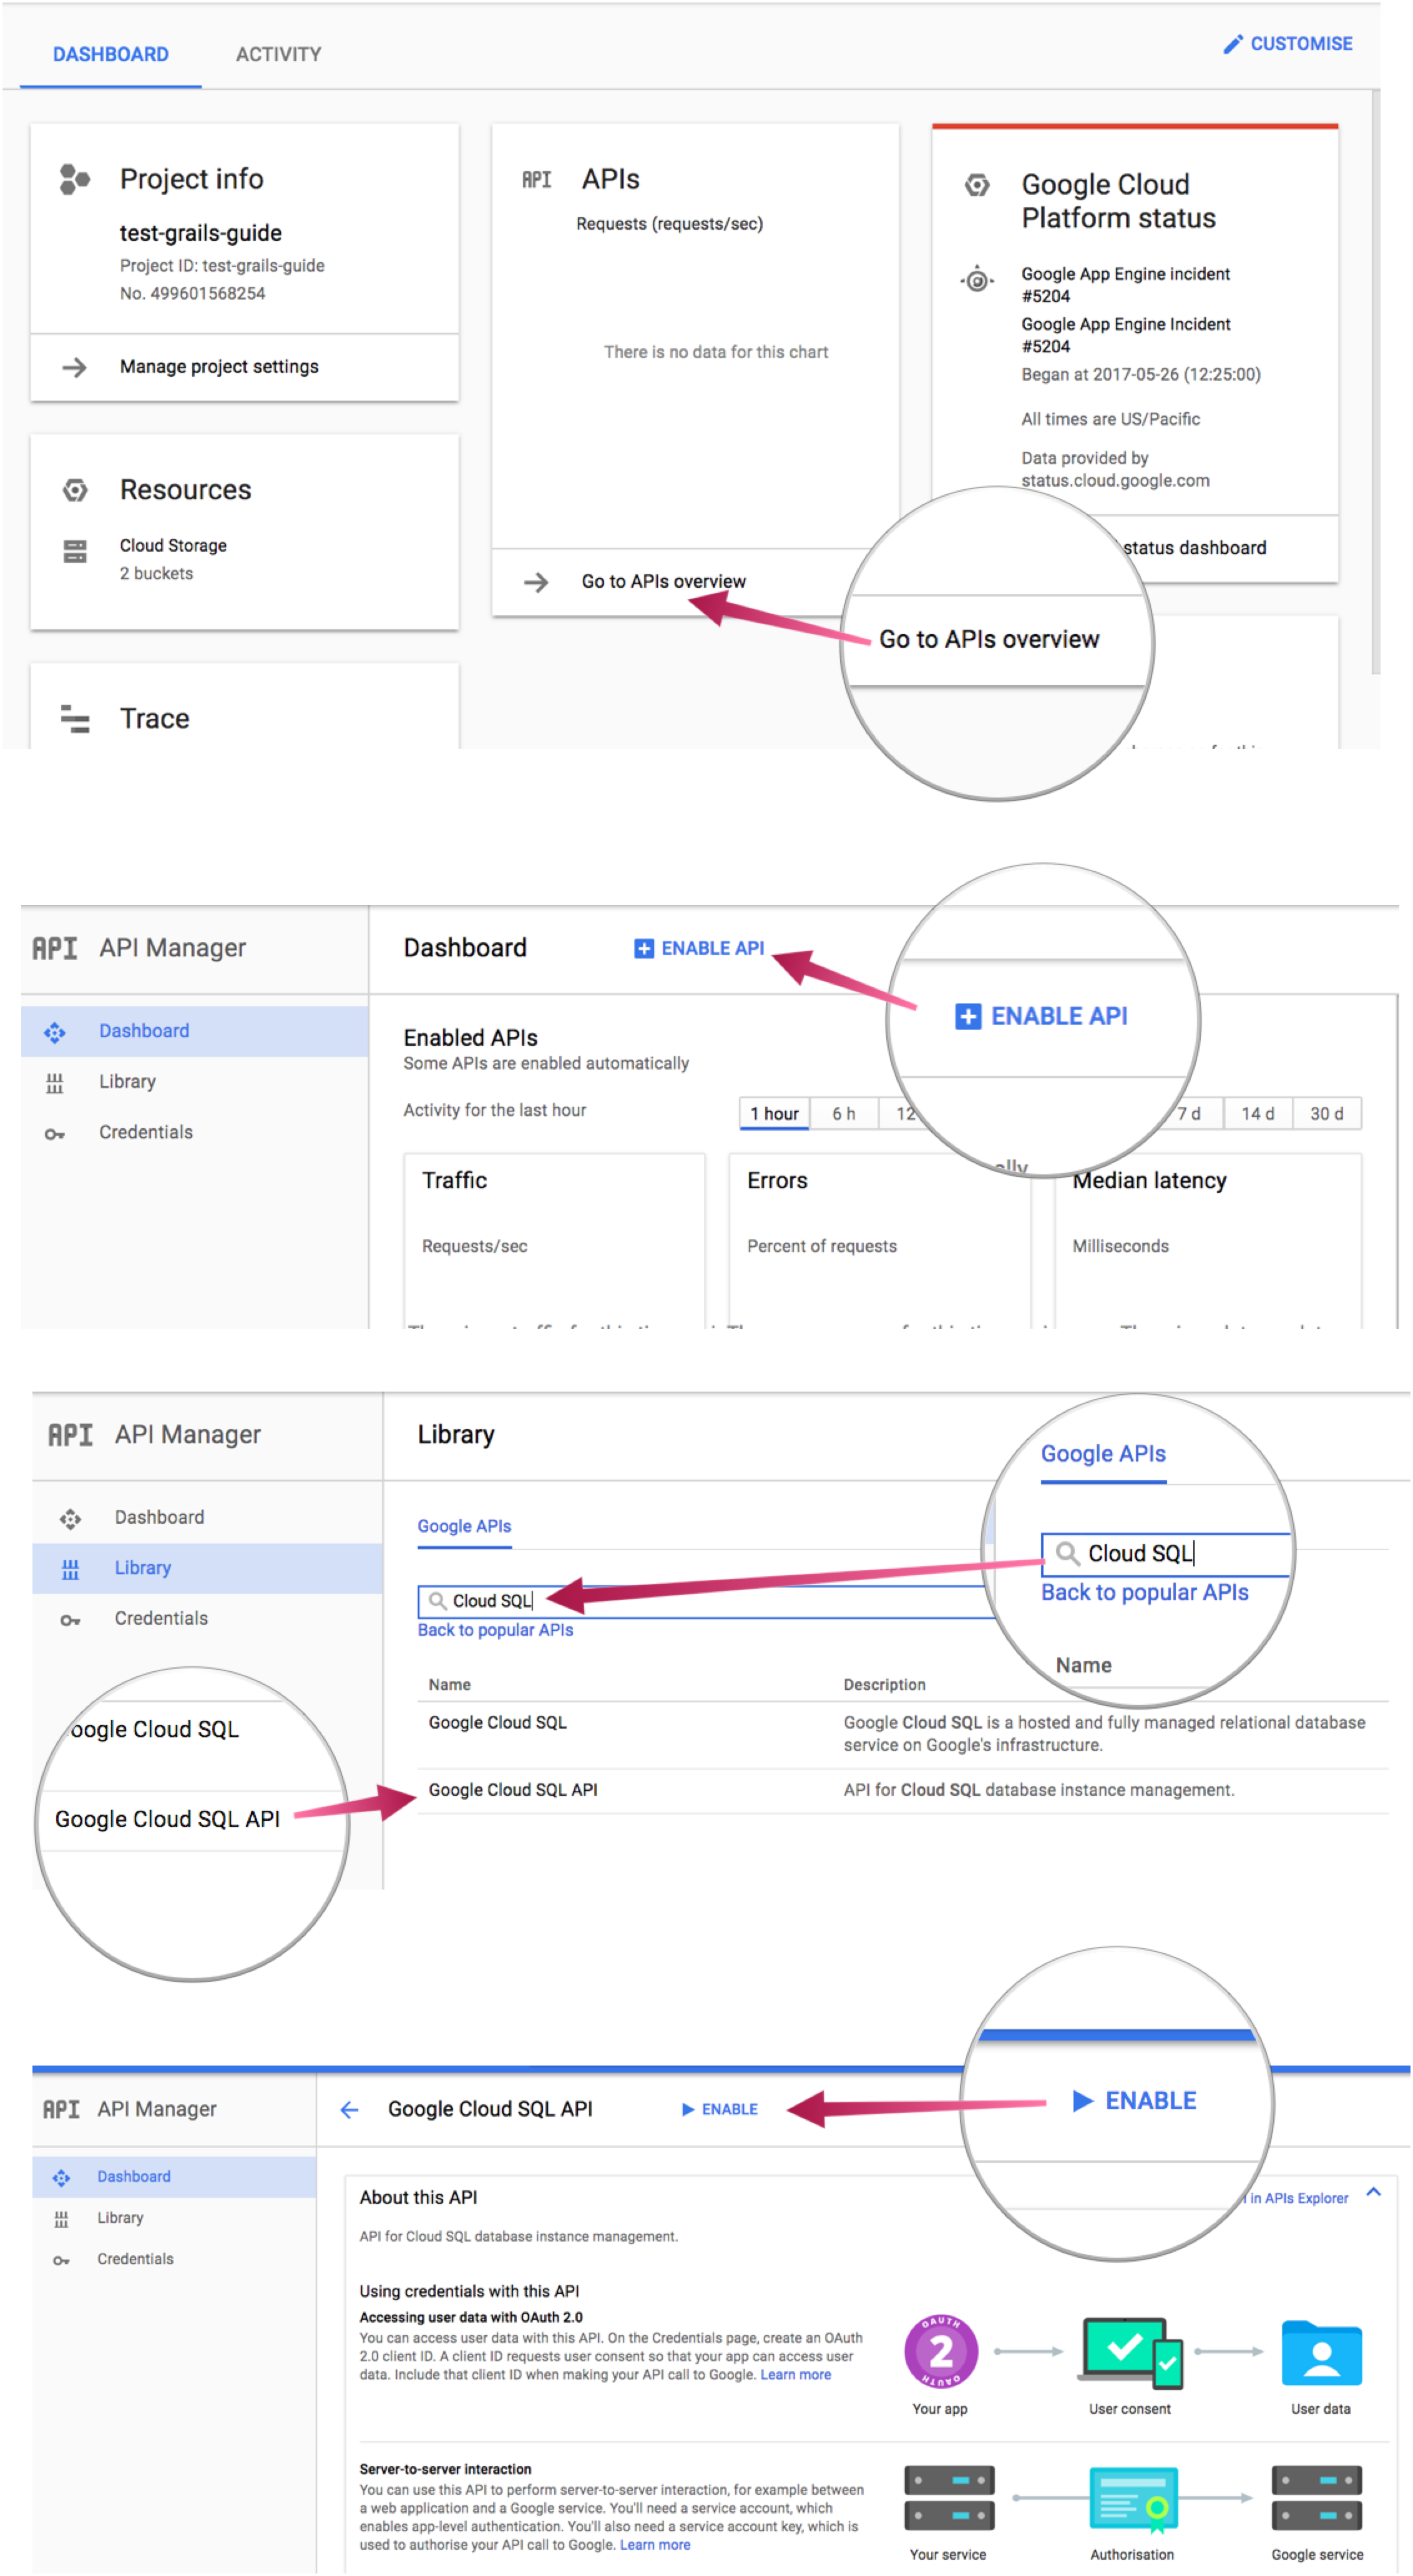 DASHBOARD
ACTIVITY
CUSTOMISE
Project info
test-grails-guide
Project ID: test-grails-guide
No. 499601568254
Manage project settings
API APIs
Requests (requests/sec)
There is no data for this chart
Go to APIs overview
Google Cloud
Platform status
Google App Engine incident
#5204
Google App Engine Incident
#5204
Began at 2017-05-26 (12:25:00)
All times are US/Pacific
Data provided by
status.cloud.google.com
status dashboard
Go to APIs overview
Resources
Cloud Storage
2 buckets
Trace
API API Manager
Dashboard
Library
Credentials
Dashboard
ENABLE API
ENABLE API
Enabled APIs
Some APIs are enabled automatically
Activity for the last hour
1 hour 6 h 12 7 d 14 d 30 d
Traffic
Requests/sec
Errors
Percent of requests
Median latency
Milliseconds
API API Manager
Dashboard
Library
Credentials
Library
Google APIs
Cloud SQL
Back to popular APIs
Google APIs
Cloud SQL
Back to popular APIs
Name
Name Description
Google Cloud SQL
Google Cloud SQL is a hosted and fully managed relational database
service on Google's infrastructure.
Google Cloud SQL API
API for Cloud SQL database instance management.
oogle Cloud SQL
Google Cloud SQL API
API API Manager
Dashboard
Library
Credentials
Google Cloud SQL API
ENABLE
ENABLE
About this API
in APIs Explorer
API for Cloud SQL database instance management.
Using credentials with this API
Accessing user data with OAuth 2.0
You can access user data with this API. On the Credentials page, create an OAuth
2.0 client ID. A client ID requests user consent so that your app can access user
data. Include that client ID when making your API call to Google. Learn more
OAUTH
2
OAUTH
Your app
User consent
User data
Server-to-server interaction
You can use this API to perform server-to-server interaction, for example between
a web application and a Google service. You'll need a service account, which
enables app-level authentication. You'll also need a service account key, which is
used to authorise your API call to Google. Learn more
Your service
Authorisation
Google service